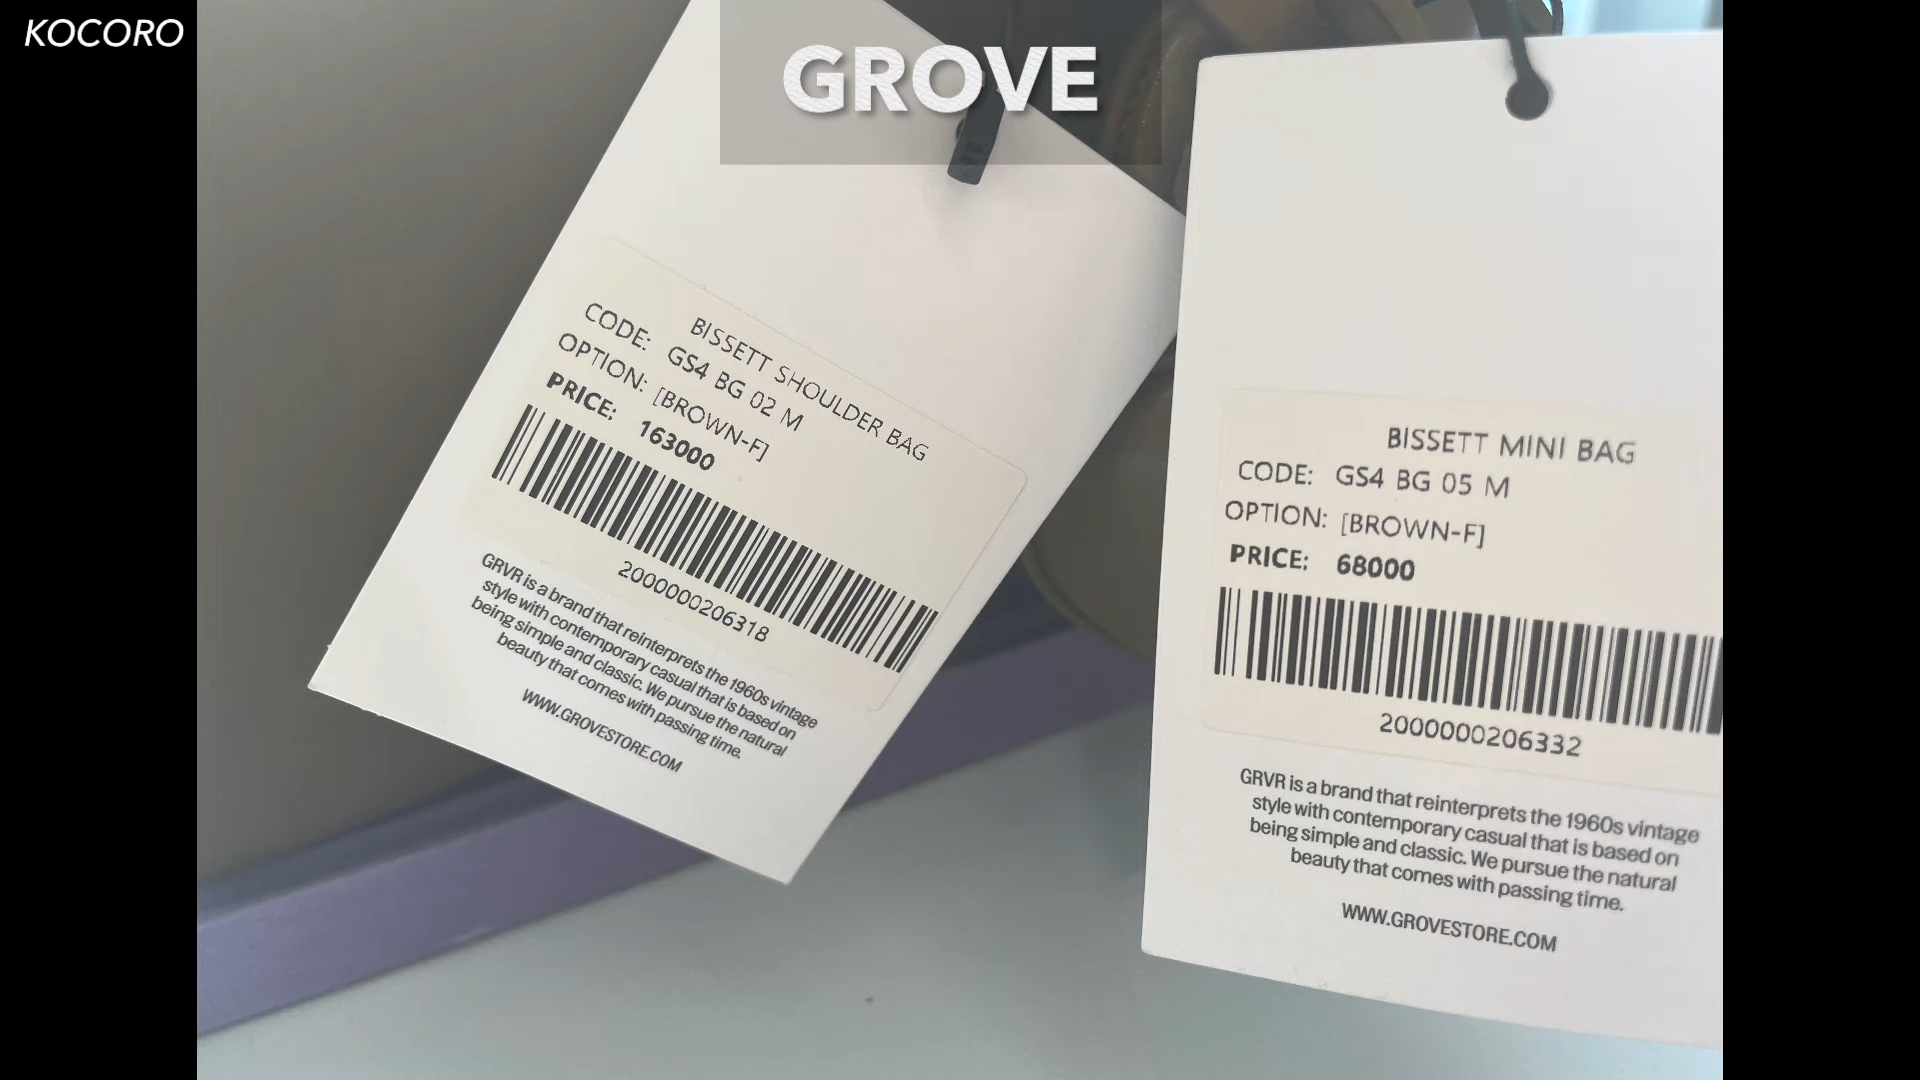 KOCORO
GROVE
BISSETT SHOULDER BAG
CODE: GS4 BG 02 M
OPTION: [BROWN-F]
PRICE: 163000
2000000206318
GRVR is a brand that reinterprets the 1960s vintage
style with contemporary casual that is based on
being simple and classic. We pursue the natural
beauty that comes with passing time.
WWW.GROVESTORE.COM
BISSETT MINI BAG
CODE: GS4 BG 05 M
OPTION: [BROWN-F]
PRICE: 68000
2000000206332
GRVR is a brand that reinterprets the 1960s vintage
style with contemporary casual that is based on
being simple and classic. We pursue the natural
beauty that comes with passing time.
WWW.GROVESTORE.COM